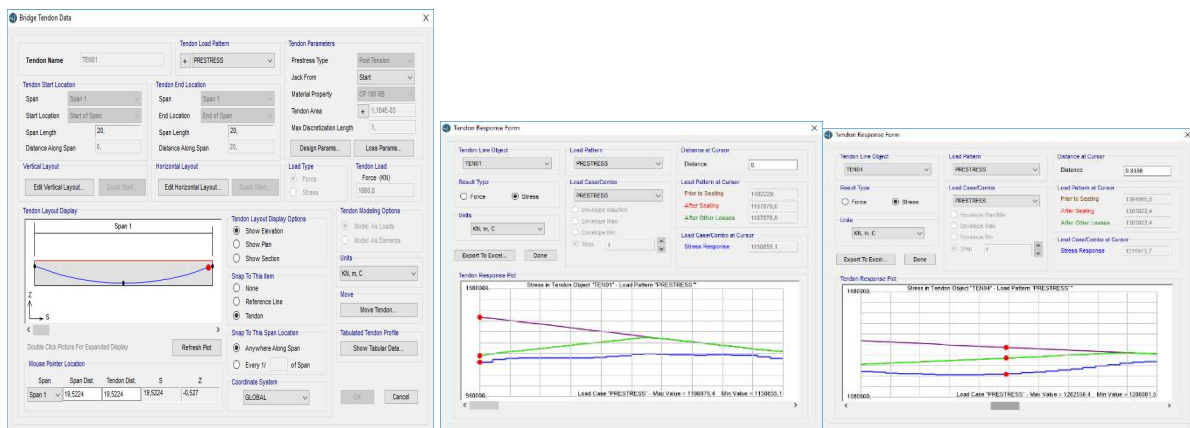 Bridge Tendon Data
X
Tendon Name
TEN01
Tendon Load Pattern
+ PRESTRESS
Tendon Parameters
Prestress Type
Post Tension
Jack From
Start
Material Property
CP 190 RB
Tendon Area
+ 1,184E-03
Max Discretization Length
1,
Design Params...
Loss Params...
Tendon Start Location
Span
Span 1
Start Location
Start of Span
Span Length
20,
Distance Along Span
0,
Tendon End Location
Span
Span 1
End Location
End of Span
Span Length
20,
Distance Along Span
20,
Vertical Layout
Edit Vertical Layout...
Quick Start...
Horizontal Layout
Edit Horizontal Layout...
Quick Start...
Load Type
Force
Stress
Tendon Load
Force (KN)
1660,8
Tendon Layout Display
Span 1
Z
S
Double Click Picture For Expanded Display
Refresh Plot
Mouse Pointer Location
Span
Span Dist.
Tendon Dist.
S
Z
Span 1
19,5224
19,5224
19,5224
-0,527
Tendon Layout Display Options
Show Elevation
Show Plan
Show Section
Snap To This Item
None
Reference Line
Tendon
Snap To This Span Location
Anywhere Along Span
Every 1/
of Span
Coordinate System
GLOBAL
Tendon Modeling Options
Model As Loads
Model As Elements
Units
KN, m, C
Move
Move Tendon...
Tabulated Tendon Profile
Show Tabular Data...
OK
Cancel
Tendon Response Form
X
Tendon Line Object
TEN01
Load Pattern
PRESTRESS
Distance at Cursor
Distance
0,
Result Type
Force
Stress
Load Case/Combo
PRESTRESS
Envelope Max/Min
Envelope Max
Envelope Min
Step
1
Load Pattern at Cursor
Prior to Seating
After Seating
After Other Losses
Units
KN, m, C
Load Case/Combo at Cursor
Stress Response
1150855,1
Export To Excel...
Done
Tendon Response Plot
Stress in Tendon Object "TEN01" - Load Pattern "PRESTRESS"
Load Case "PRESTRESS" - Max Value = 1198976,4 Min Value = 1150855,1
Tendon Response Form
X
Tendon Line Object
TEN04
Load Pattern
PRESTRESS
Distance at Cursor
Distance
Result Type
Force
Stress
Load Case/Combo
PRESTRESS
Envelope Max/Min
Envelope Max
Envelope Min
Step
1
Load Pattern at Cursor
Prior to Seating
After Seating
After Other Losses
Units
KN, m, C
Load Case/Combo at Cursor
Stress Response
Export To Excel...
Done
Tendon Response Plot
Stress in Tendon Object "TEN04" - Load Pattern "PRESTRESS"
1080000,